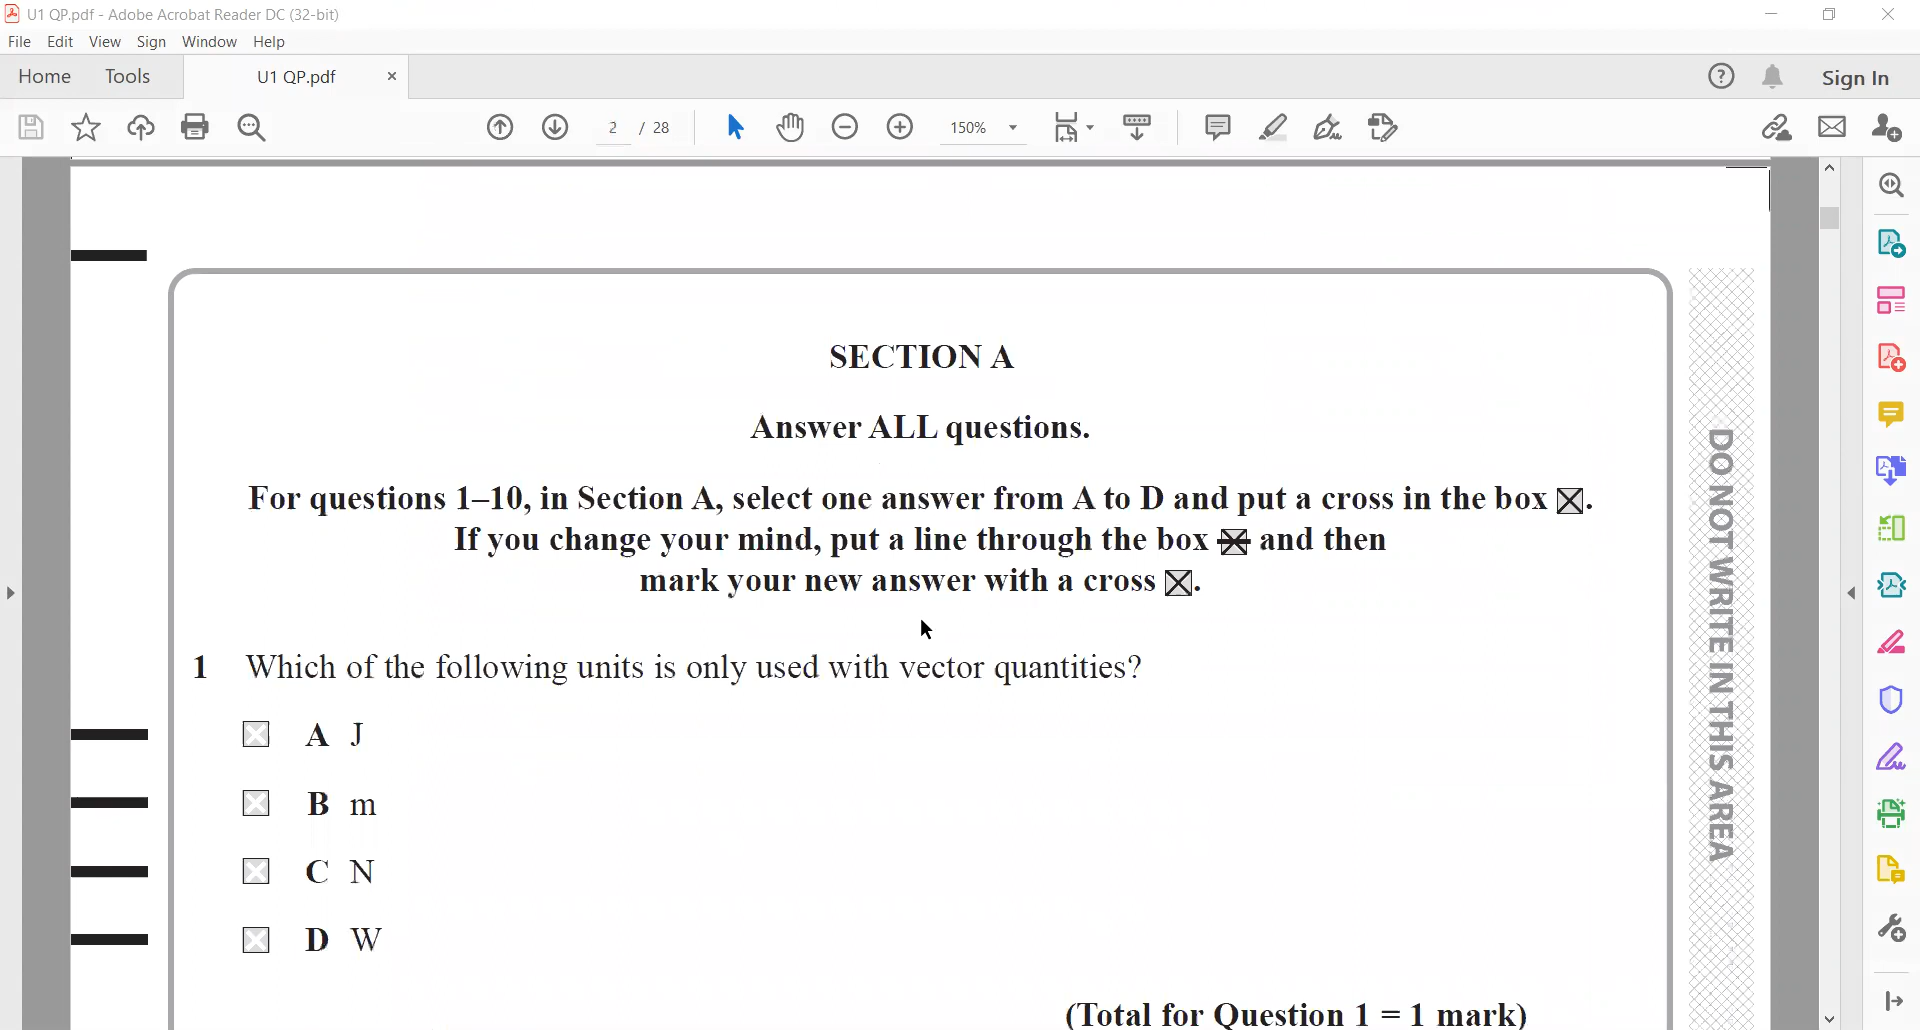 U1 QP.pdf - Adobe Acrobat Reader DC (32-bit)
File Edit View Sign Window Help
Home Tools U1 QP.pdf Sign In
2 / 28 150%
SECTION A
Answer ALL questions.
For questions 1–10, in Section A, select one answer from A to D and put a cross in the box ☒.
If you change your mind, put a line through the box and then
mark your new answer with a cross ☒.
1 Which of the following units is only used with vector quantities?
A J
B m
C N
D W
(Total for Question 1 = 1 mark)
DO NOT WRITE IN THIS AREA